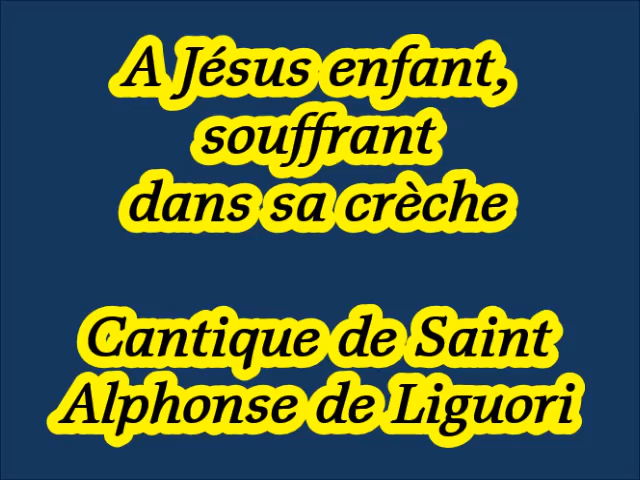 A Jésus enfant,
souffrant
dans sa crèche
Cantique de Saint
Alphonse de Liguori